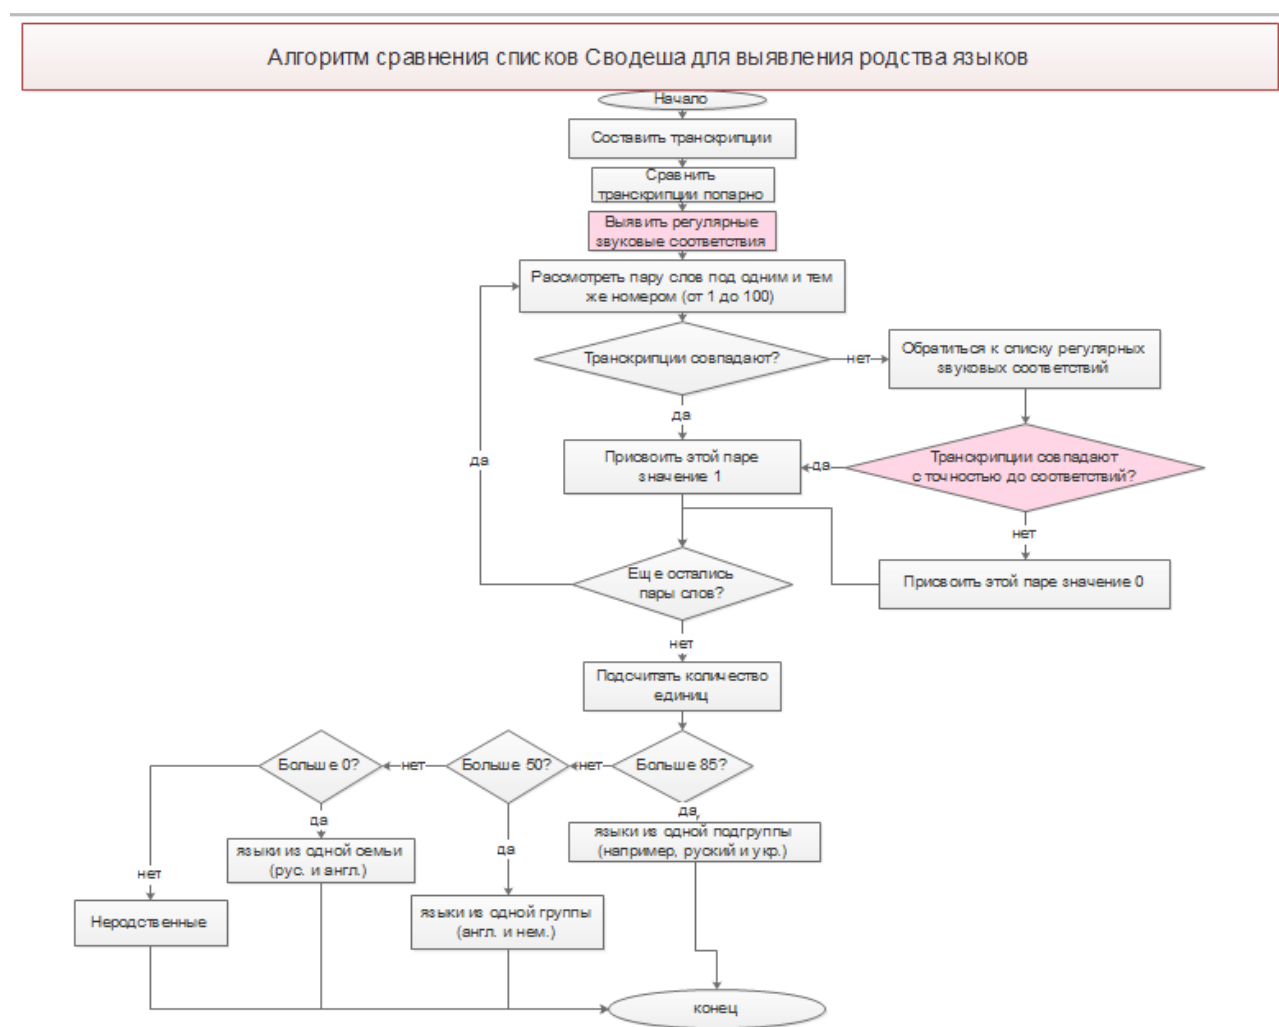 Алгоритм сравнения списков Сводеша для выявления родства языков
Начало
Составить транскрипции
Сравнить
транскрипции попарно
Выявить регулярные
звуковые соответствия
Рассмотреть пару слов под одним и тем
же номером (от 1 до 100)
Транскрипции совпадают?
нет
Обратиться к списку регулярных
звуковых соответствий
да
да
Присвоить этой паре
значение 1
да
Транскрипции совпадают
с точностью до соответствий?
нет
Еще остались
пары слов?
Присвоить этой паре значение 0
нет
Подсчитать количество
единиц
Больше 0?
нет
Больше 50?
нет
Больше 85?
да
да
да
языки из одной подгруппы
(например, руский и укр.)
языки из одной семьи
(рус. и англ.)
нет
Неродственные
языки из одной группы
(англ. и нем.)
конец